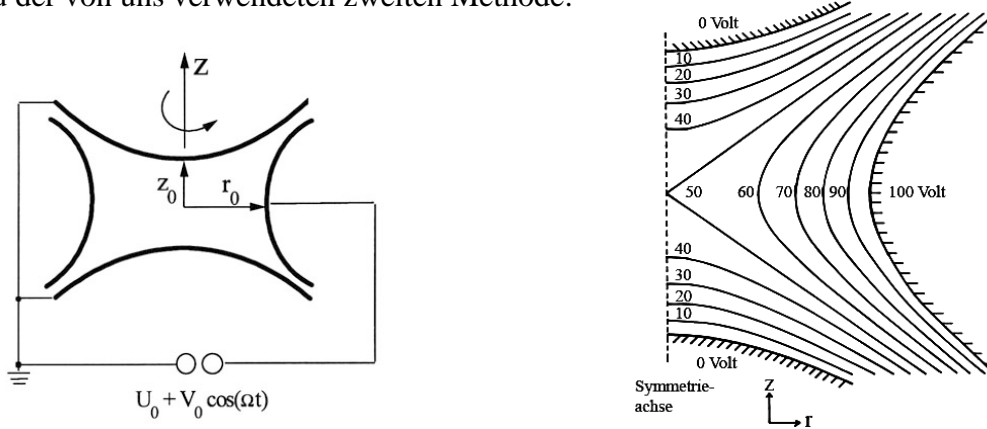 der von uns verwendeten zweiten Methode.
z
z0
r0
U0 + V0 cos(Ωt)
0 Volt
10
20
30
40
50 60 70 80 90 100 Volt
40
30
20
10
0 Volt
Symmetrie-
achse
z
r